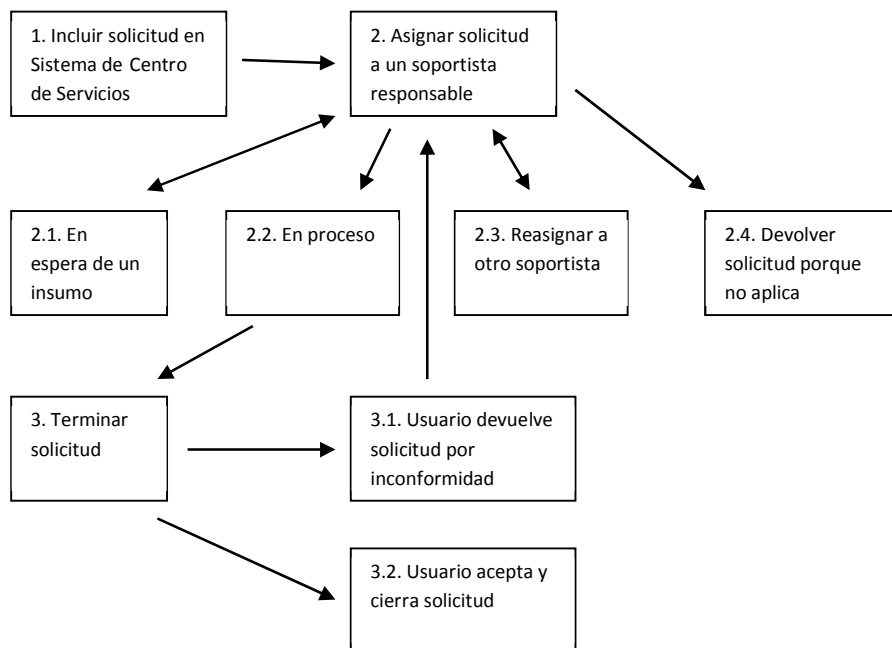 1. Incluir solicitud en
Sistema de Centro
de Servicios
2. Asignar solicitud
a un soportista
responsable
2.1. En
espera de un
insumo
2.2. En proceso
2.3. Reasignar a
otro soportista
2.4. Devolver
solicitud porque
no aplica
3. Terminar
solicitud
3.1. Usuario devuelve
solicitud por
inconformidad
3.2. Usuario acepta y
cierra solicitud